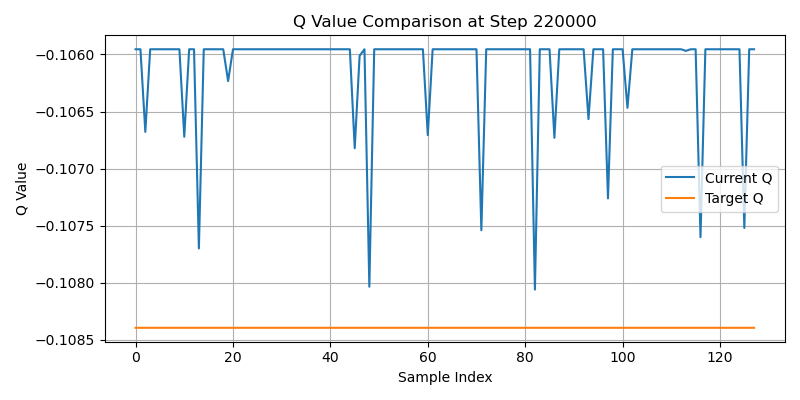 Q Value Comparison at Step 220000
Q Value
−0.1060
−0.1065
−0.1070
−0.1075
−0.1080
−0.1085
Current Q
Target Q
0 20 40 60 80 100 120
Sample Index